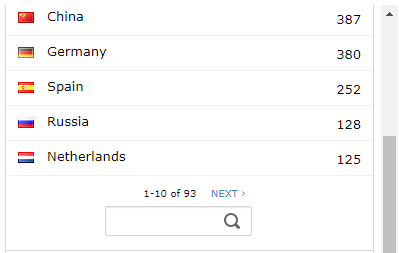 China 387
Germany 380
Spain 252
Russia 128
Netherlands 125
1-10 of 93 NEXT ›